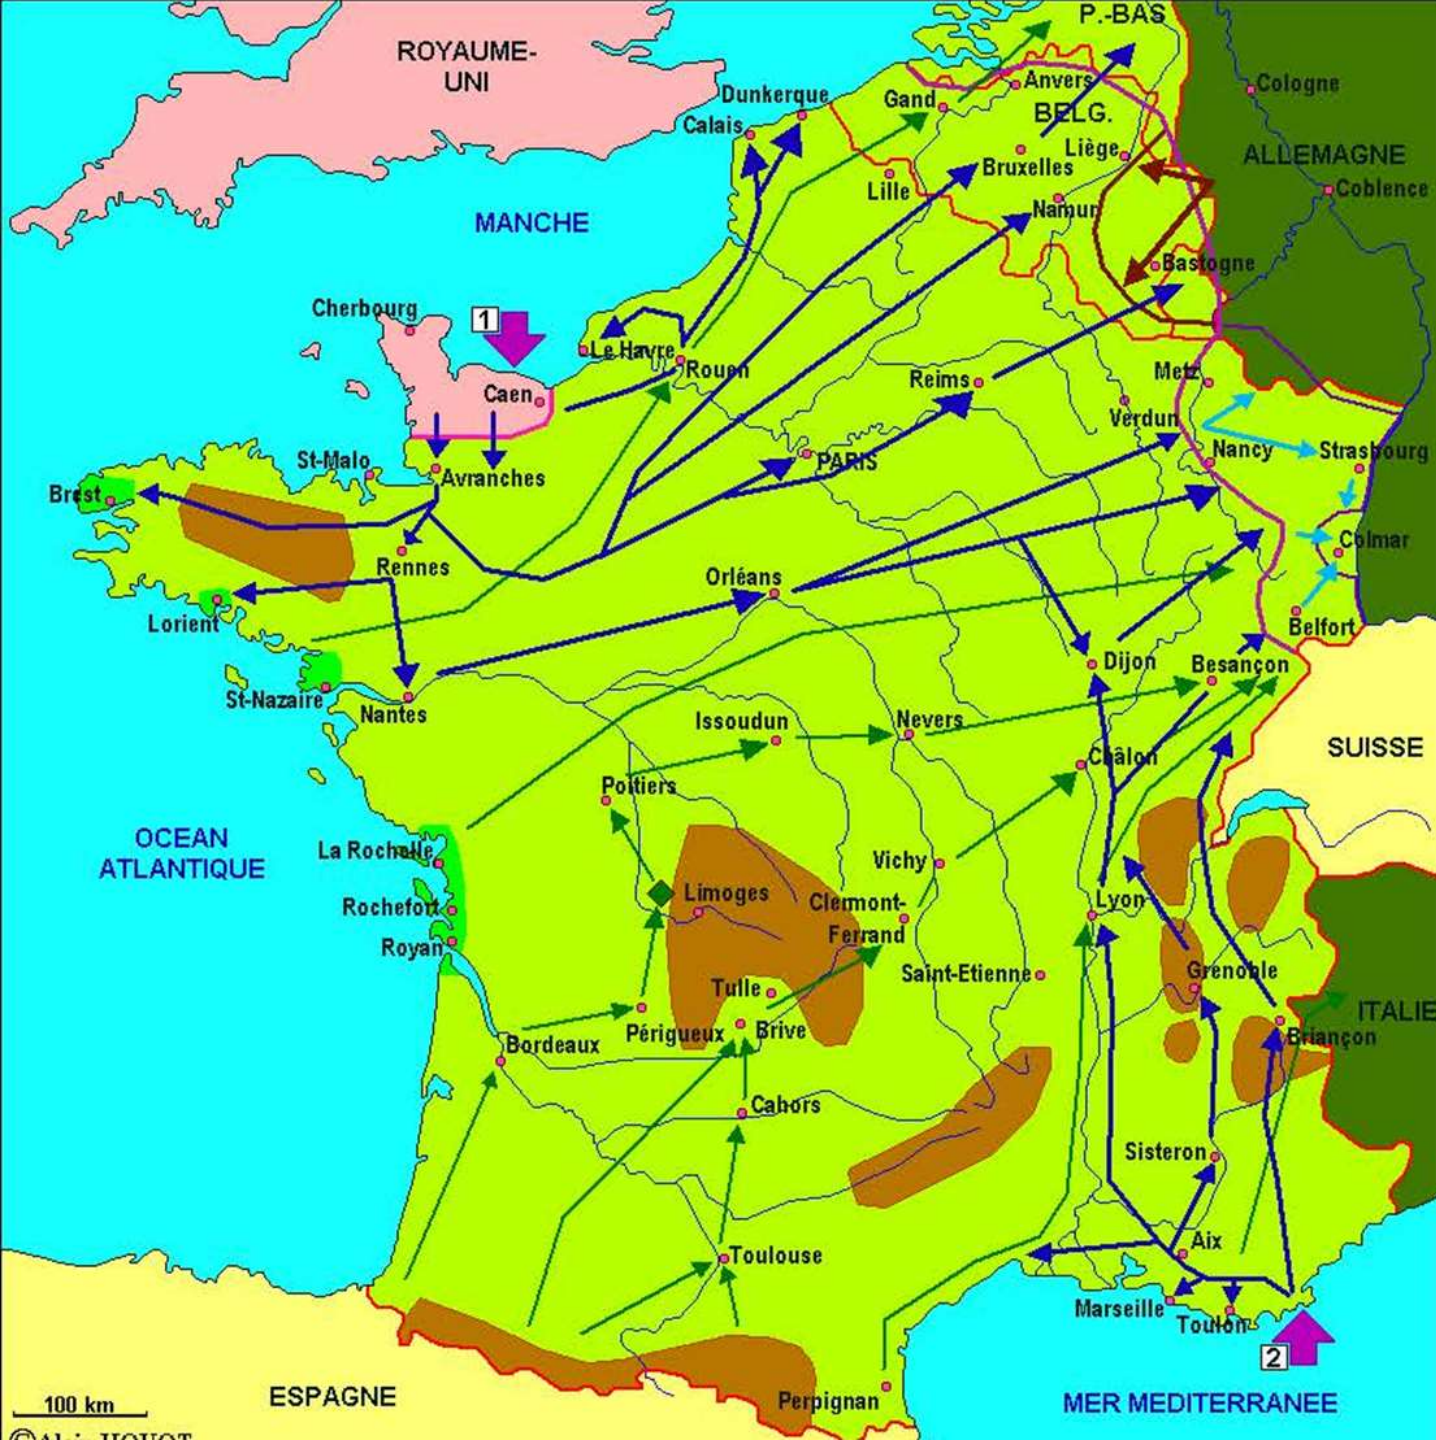 P.-BAS
ROYAUME-
UNI
Cologne
Dunkerque
Gand
Anvers
BELG.
Calais
ALLEMAGNE
Liège
Bruxelles
Coblence
Lille
MANCHE
Namur
Bastogne
Cherbourg
1
Le Havre
Rouen
Caen
Reims
Metz
Verdun
St-Malo
PARIS
Nancy
Strasbourg
Avranches
Brest
Colmar
Rennes
Orléans
Lorient
Belfort
Dijon
Besançon
St-Nazaire
Nantes
Issoudun
Nevers
SUISSE
Châlon
Poitiers
OCEAN
ATLANTIQUE
La Rochelle
Vichy
Limoges
Clermont-
Ferrand
Lyon
Rochefort
Royan
Saint-Etienne
Grenoble
Tulle
ITALIE
Périgueux
Brive
Briançon
Bordeaux
Cahors
Sisteron
Aix
Toulouse
Marseille
Toulon
2
ESPAGNE
Perpignan
MER MEDITERRANEE
100 km
©Alain HOUOT